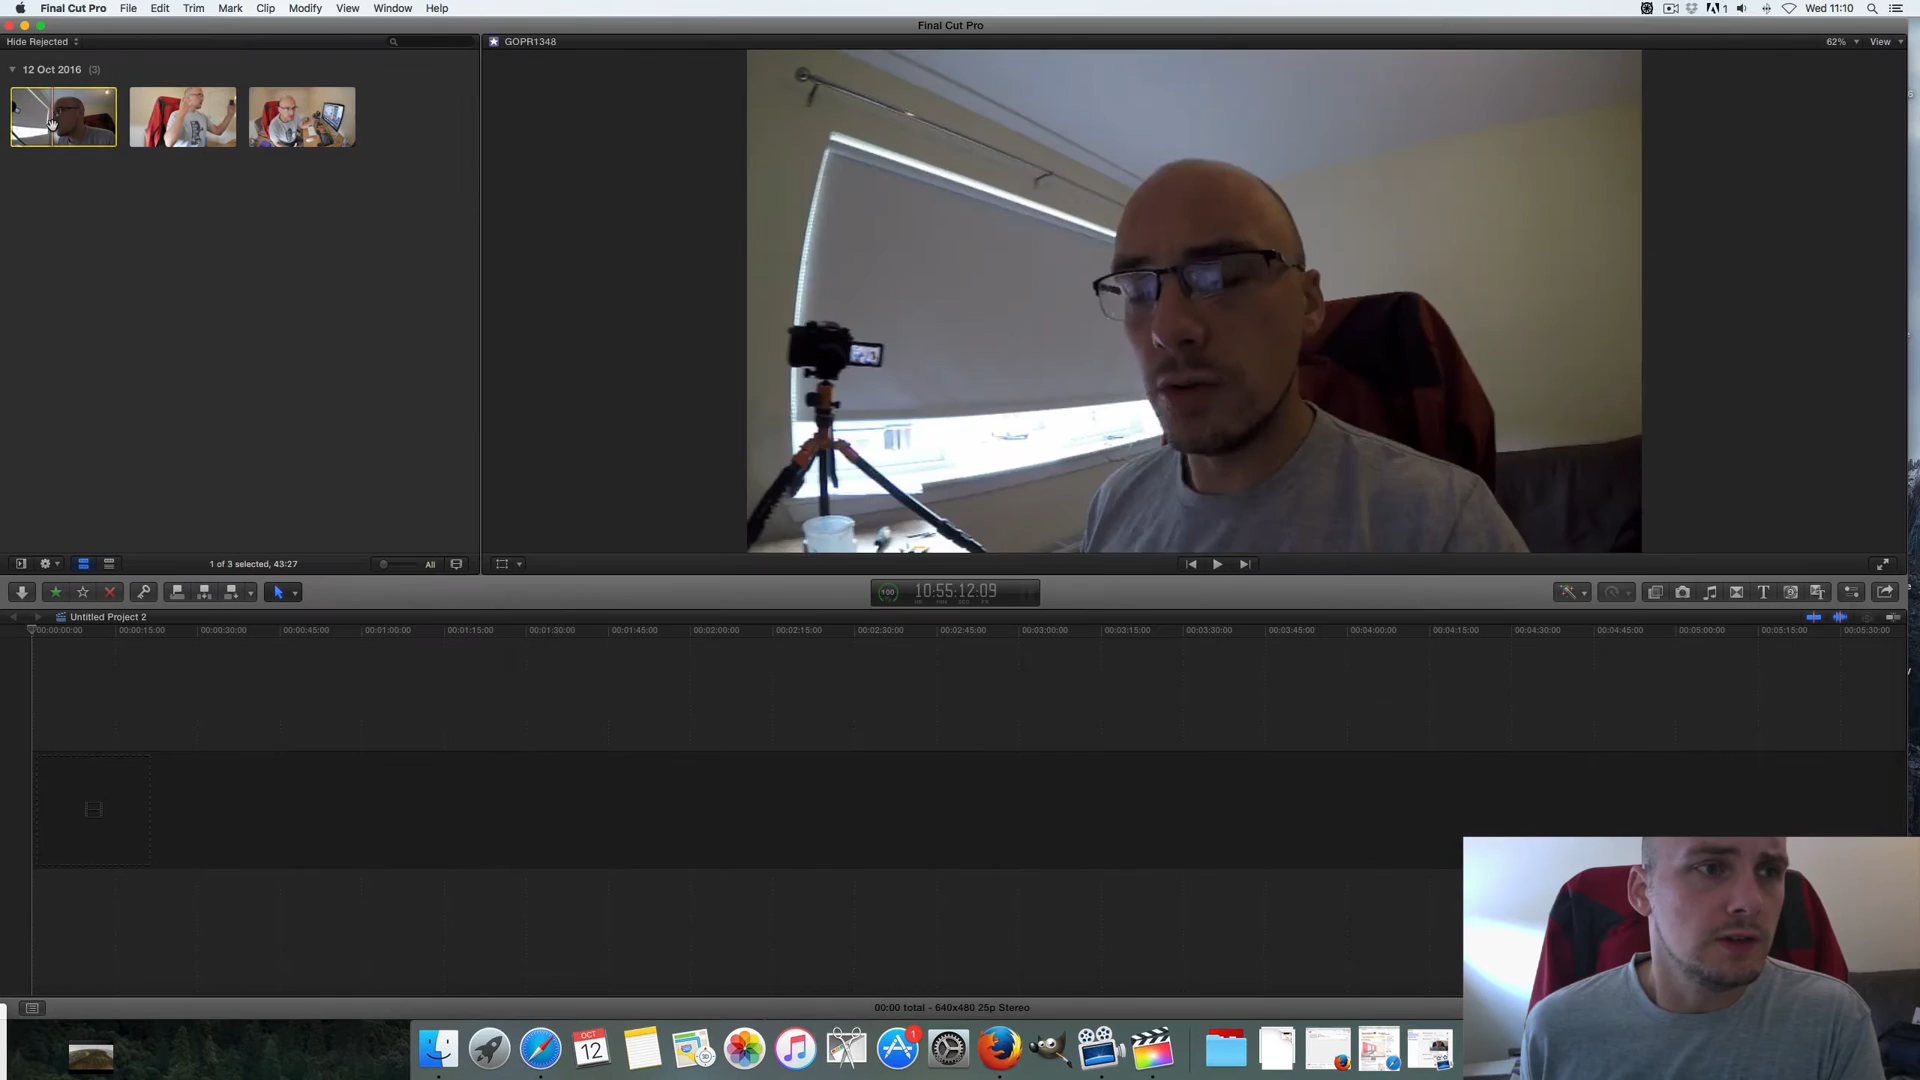 Final Cut Pro File Edit Trim Mark Clip Modify View Window Help 1 Wed 11:10
Final Cut Pro
Hide Rejected GOPR1348 62% View
12 Oct 2016 (3)
1 of 3 selected, 43:27 All
100 10:55:12:09
Untitled Project 2
00:00:00:00 00:00:15:00 00:00:30:00 00:00:45:00 00:01:00:00 00:01:15:00 00:01:30:00 00:01:45:00 00:02:00:00 00:02:15:00 00:02:30:00 00:02:45:00 00:03:00:00 00:03:15:00 00:03:30:00 00:03:45:00 00:04:00:00 00:04:15:00 00:04:30:00 00:04:45:00 00:05:00:00 00:05:15:00 00:05:30:00
00:00 total - 640x480 25p Stereo
OCT
12
3D
1